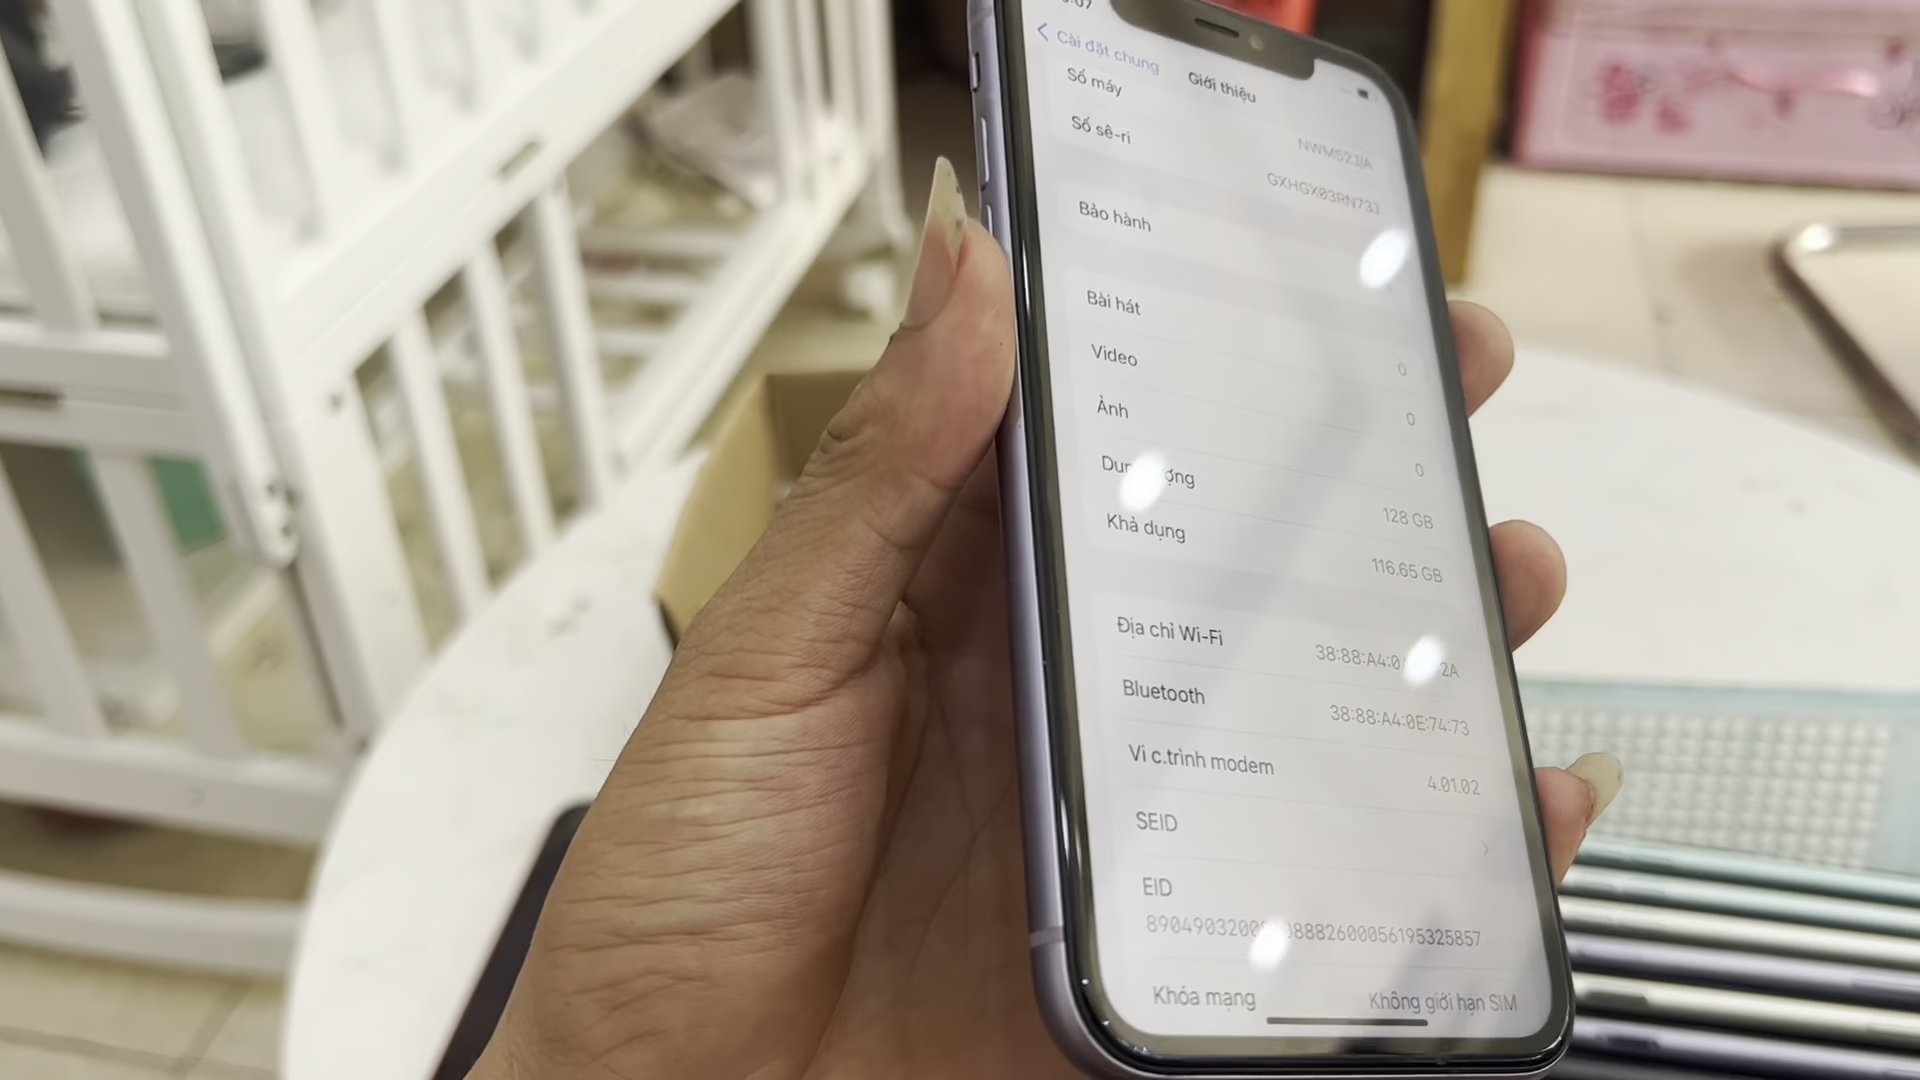 Cài đặt chung
Giới thiệu
Số máy
NWM52J/A
Số sê-ri
GXHGX03RN73J
Bảo hành
Bài hát
0
Video
0
Ảnh
0
128 GB
Khả dụng
116.65 GB
Địa chỉ Wi-Fi
Bluetooth
38:88:A4:0E:74:73
Vi c.trình modem
4.01.02
SEID
EID
Khóa mạng
Không giới hạn SIM